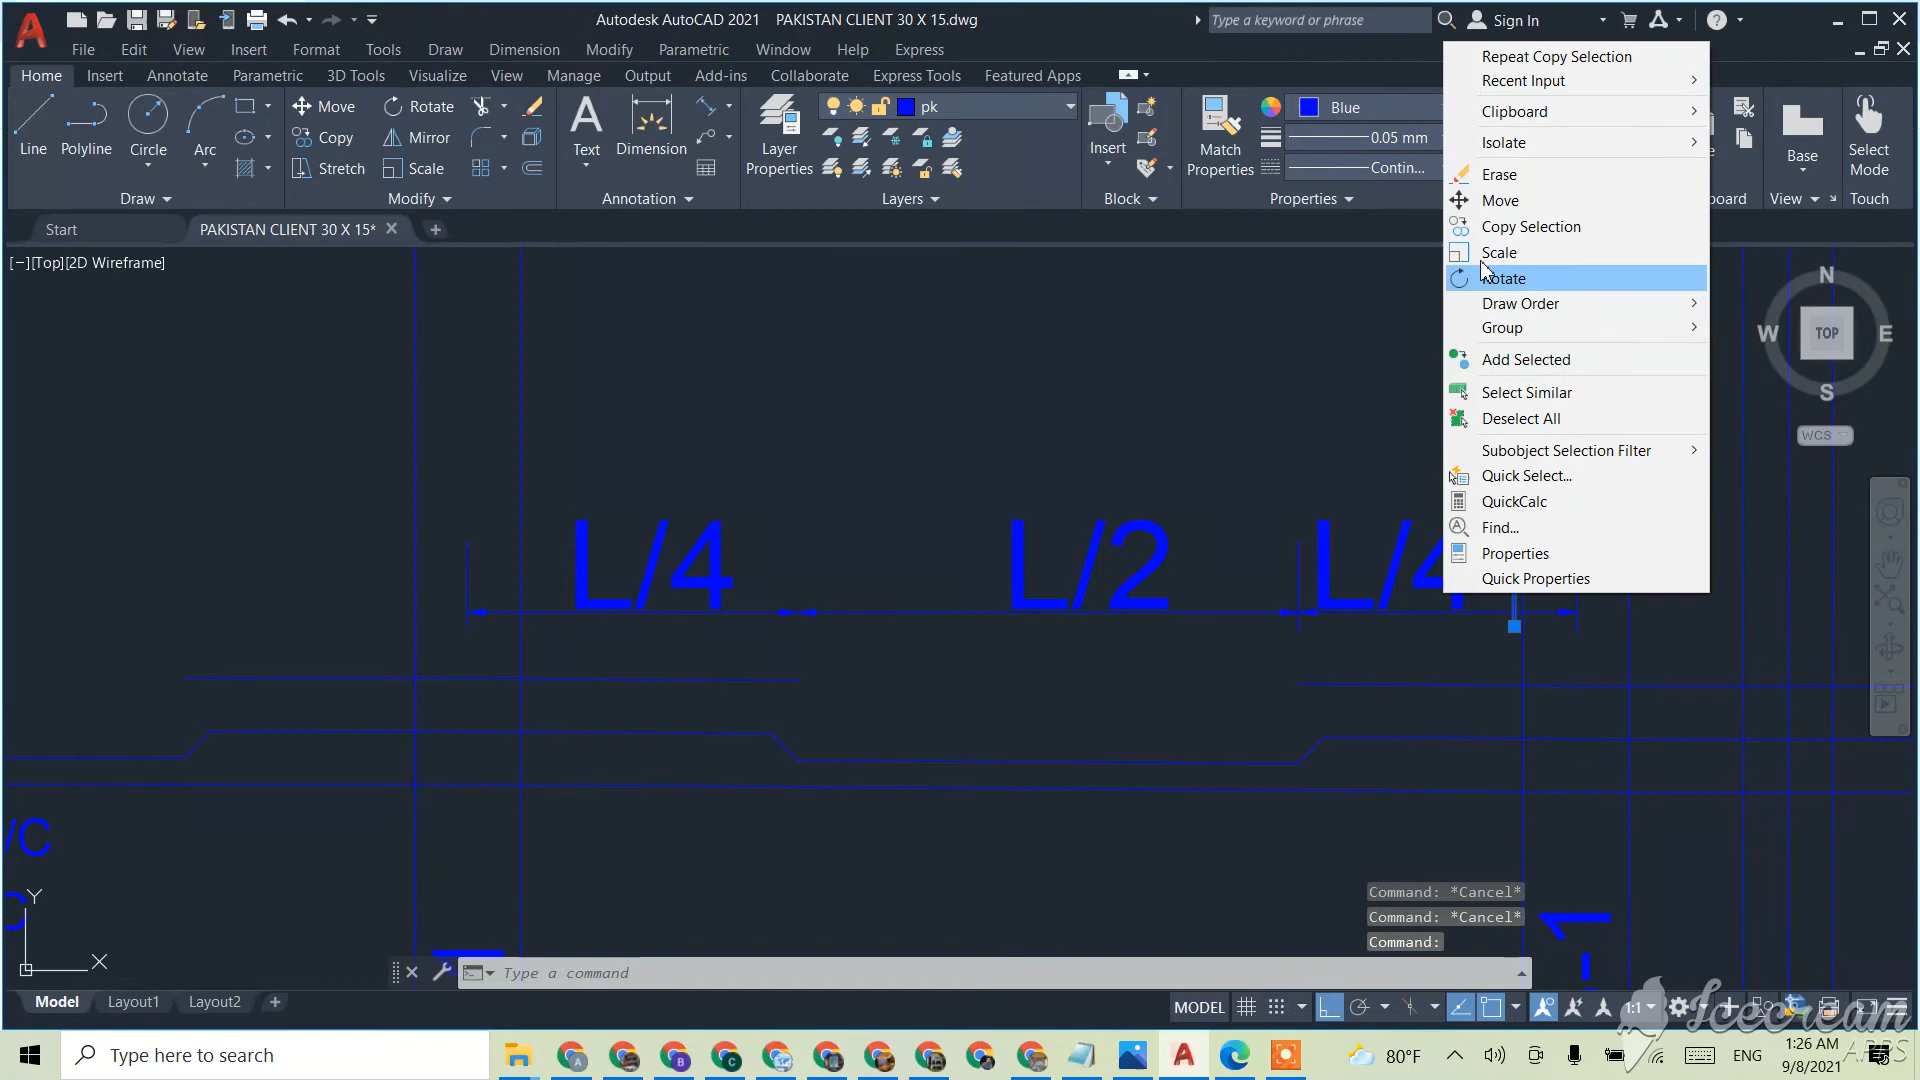 Autodesk AutoCAD 2021 PAKISTAN CLIENT 30 X 15.dwg
Type a keyword or phrase
Sign In
File Edit View Insert Format Tools Draw Dimension Modify Parametric Window Help Express
Home Insert Annotate Parametric 3D Tools Visualize View Manage Output Add-ins Collaborate Express Tools Featured Apps
Line Polyline Circle Arc
Move Rotate
Copy Mirror
Stretch Scale
Text Dimension
Layer Properties
pk
Insert
Match Properties
Blue
0.05 mm
Contin...
Base
Select Mode
Draw Modify Annotation Layers Block Properties board View Touch
Start
PAKISTAN CLIENT 30 X 15*
[−][Top][2D Wireframe]
Repeat Copy Selection
Recent Input
Clipboard
Isolate
Erase
Move
Copy Selection
Scale
Rotate
Draw Order
Group
Add Selected
Select Similar
Deselect All
Subobject Selection Filter
Quick Select...
QuickCalc
Find...
Properties
Quick Properties
N
W TOP E
S
WCS
L/4 L/2 L/4
/C
Y
X
Command: *Cancel*
Command: *Cancel*
Command:
Type a command
Model Layout1 Layout2
MODEL
1:1
Icecream
APPS
Type here to search
80°F
ENG
1:26 AM
9/8/2021